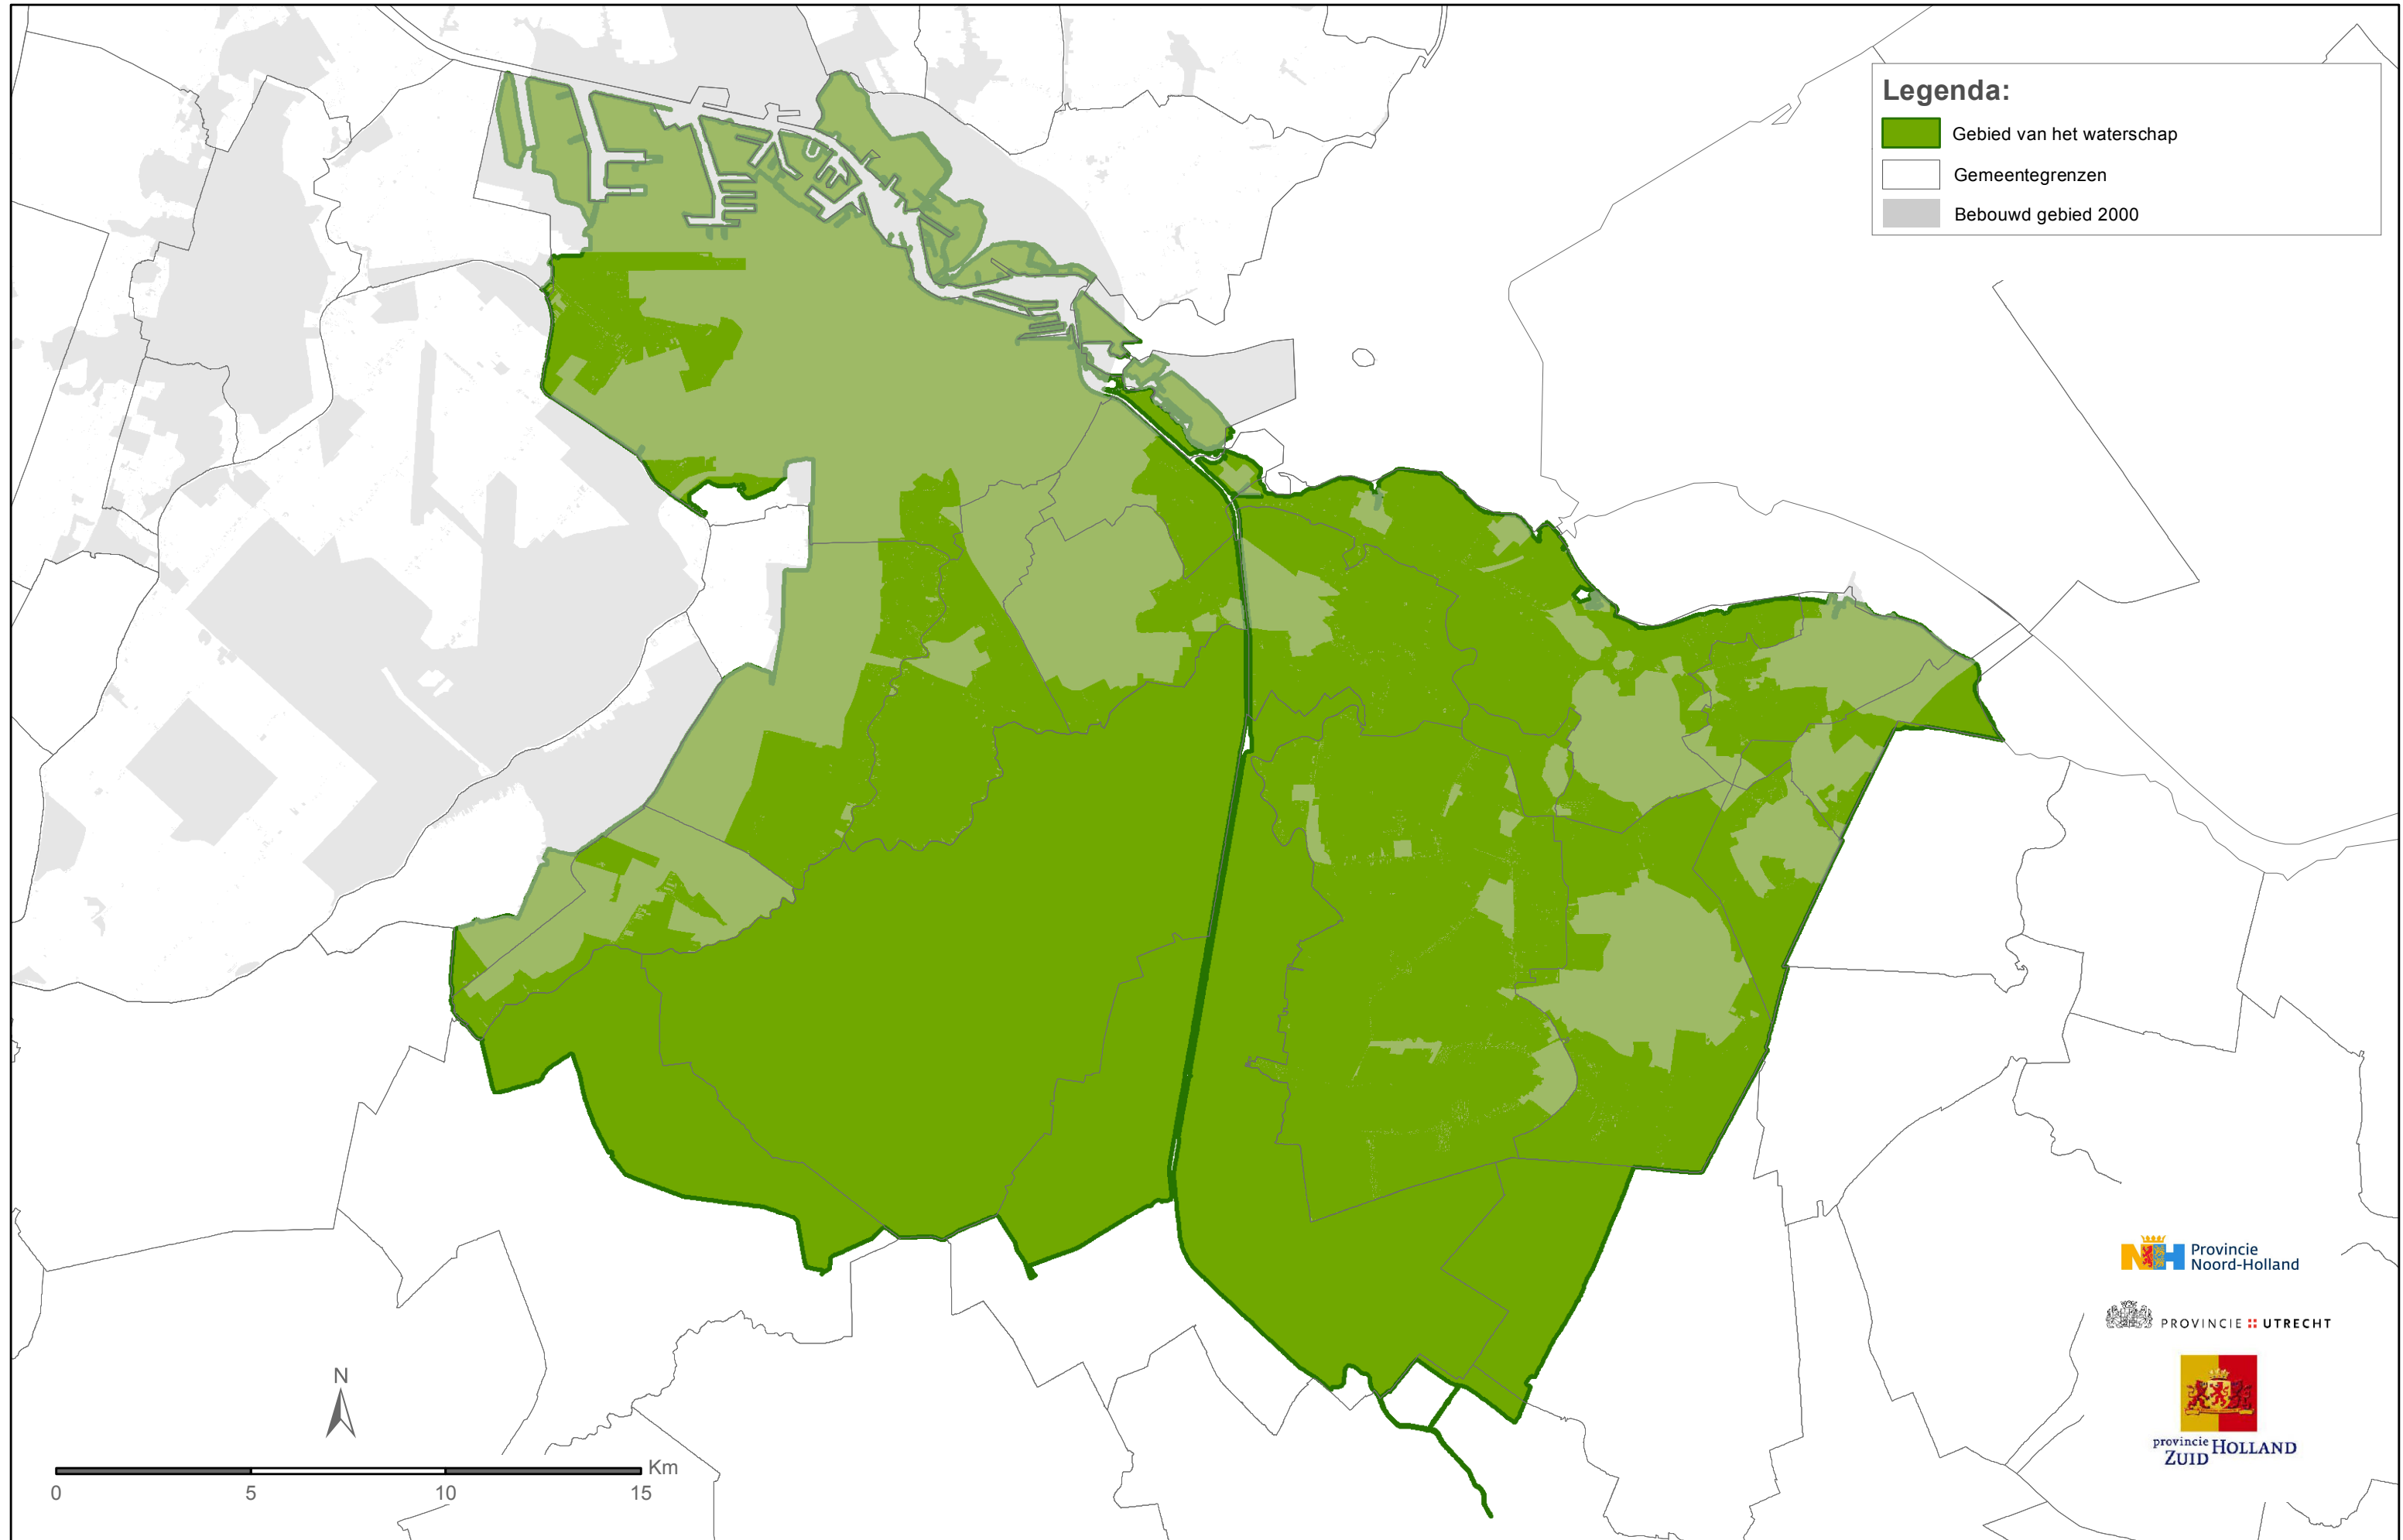 Legenda:
Gebied van het waterschap
Gemeentegrenzen
Bebouwd gebied 2000
NH Provincie
Noord-Holland
PROVINCIE UTRECHT
provincie
ZUID HOLLAND
N
Km
0 5 10 15